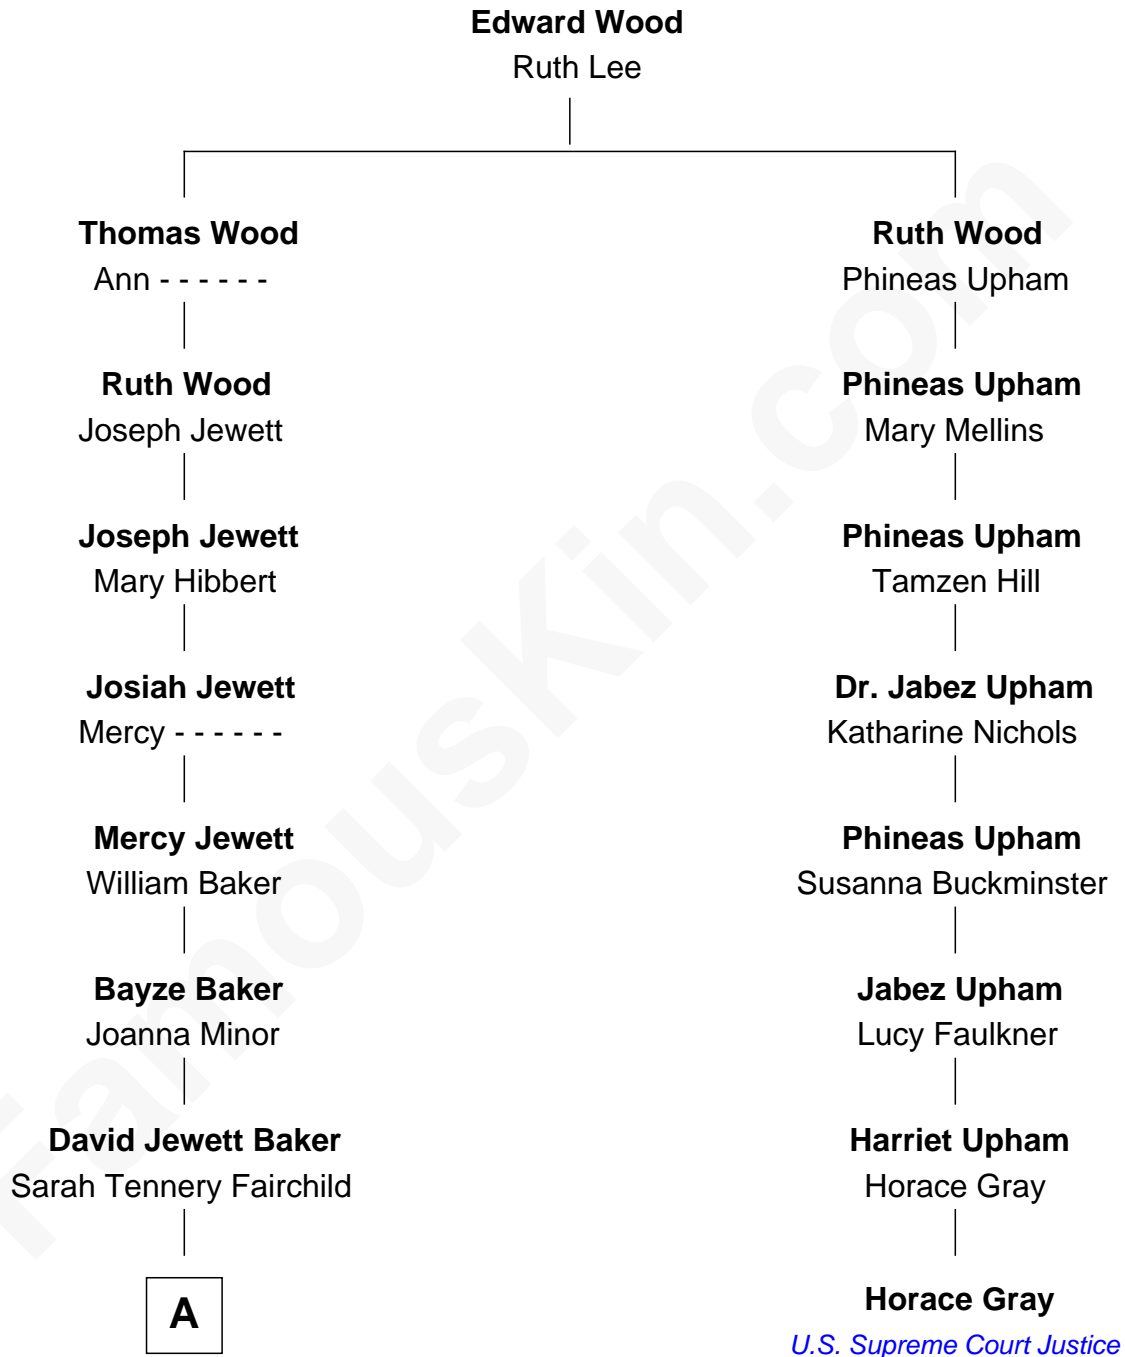 Edward Wood
Ruth Lee
Thomas Wood
Ann - - - - - -
Ruth Wood
Joseph Jewett
Joseph Jewett
Mary Hibbert
Josiah Jewett
Mercy - - - - - -
Mercy Jewett
William Baker
Bayze Baker
Joanna Minor
David Jewett Baker
Sarah Tennery Fairchild
A
Ruth Wood
Phineas Upham
Phineas Upham
Mary Mellins
Phineas Upham
Tamzen Hill
Dr. Jabez Upham
Katharine Nichols
Phineas Upham
Susanna Buckminster
Jabez Upham
Lucy Faulkner
Harriet Upham
Horace Gray
Horace Gray
U.S. Supreme Court Justice
FamousKin.com